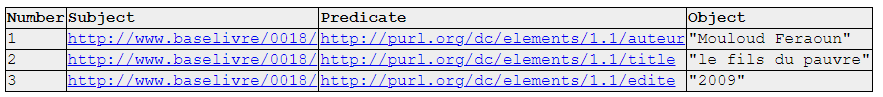 Number Subject Predicate Object
1 http://www.baselivre/0018/ http://purl.org/dc/elements/1.1/auteur "Mouloud Feraoun"
2 http://www.baselivre/0018/ http://purl.org/dc/elements/1.1/title "le fils du pauvre"
3 http://www.baselivre/0018/ http://purl.org/dc/elements/1.1/edite "2009"